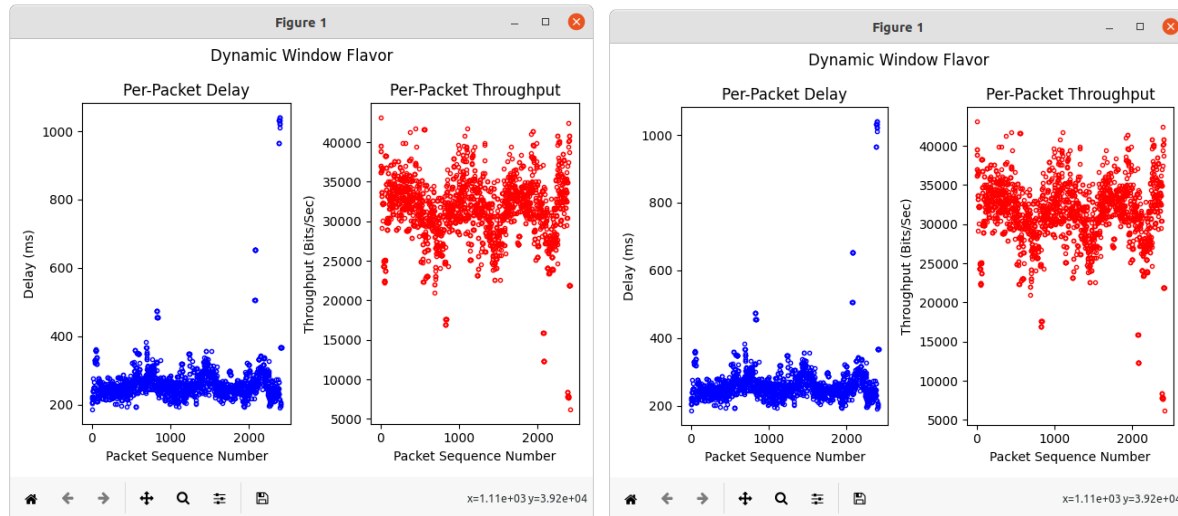 Figure 1
Dynamic Window Flavor
Per-Packet Delay
Per-Packet Throughput
Delay (ms)
1000
800
600
400
200
0
1000
2000
Packet Sequence Number
Throughput (Bits/Sec)
40000
35000
30000
25000
20000
15000
10000
5000
0
1000
2000
Packet Sequence Number
x=1.11e+03 y=3.92e+04
Figure 1
Dynamic Window Flavor
Per-Packet Delay
Per-Packet Throughput
Delay (ms)
1000
800
600
400
200
0
1000
2000
Packet Sequence Number
Throughput (Bits/Sec)
40000
35000
30000
25000
20000
15000
10000
5000
0
1000
2000
Packet Sequence Number
x=1.11e+03 y=3.92e+04